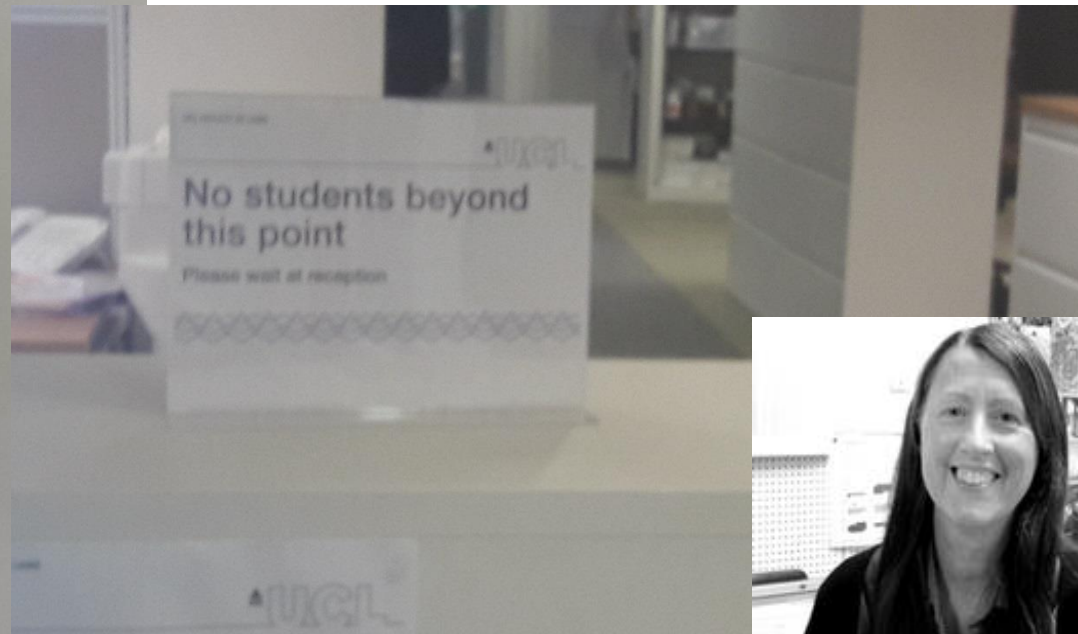 UCL
No students beyond
this point
Please wait at reception
UCL